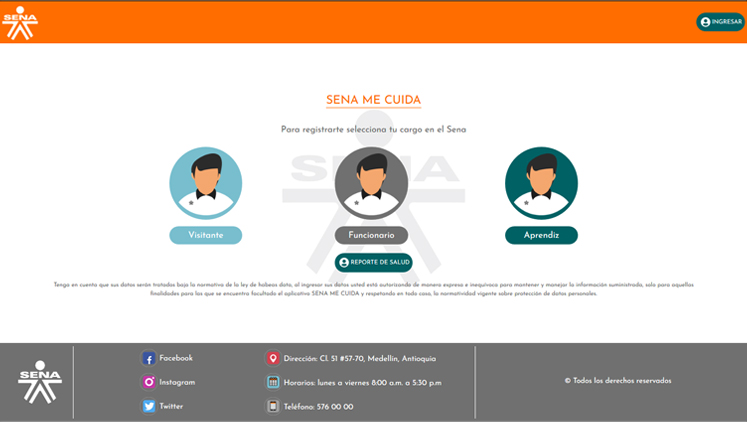 SENA
INGRESAR
SENA ME CUIDA
Para registrarte selecciona tu cargo en el Sena
SENA
Visitante
Funcionario
Aprendiz
REPORTE DE SALUD
Tenga en cuenta que sus datos serán tratados bajo la normativa de la ley de habeas data, al ingresar sus datos usted está autorizando de manera expresa e inequívoca para mantener y manejar la información suministrada, solo para aquellas
finalidades para las que se encuentra facultado el aplicativo SENA ME CUIDA y respetando en todo caso, la normatividad vigente sobre protección de datos personales.
SENA
Facebook
Instagram
Twitter
Dirección: Cl. 51 #57-70, Medellín, Antioquia
Horarios: lunes a viernes 8:00 a.m. a 5:30 p.m
Teléfono: 576 00 00
© Todos los derechos reservados